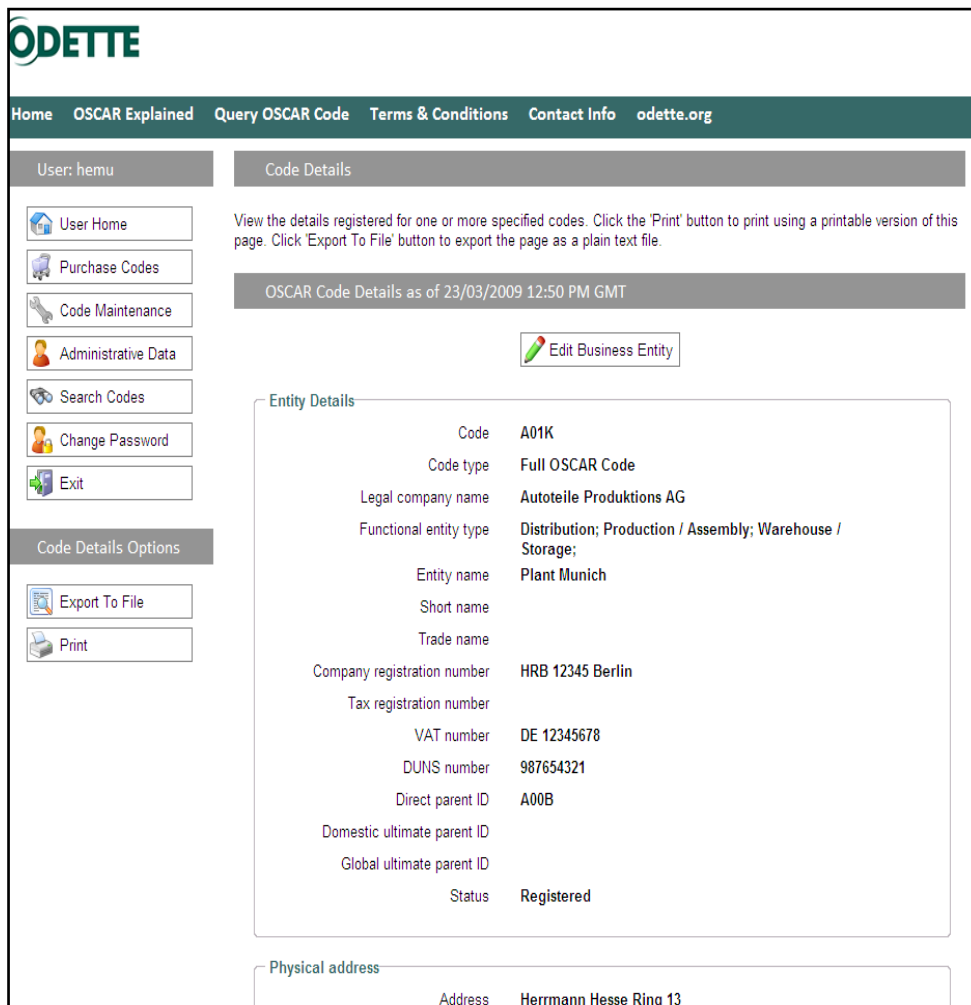 ODETTE
Home OSCAR Explained Query OSCAR Code Terms & Conditions Contact Info odette.org
User: hemu
User Home
Purchase Codes
Code Maintenance
Administrative Data
Search Codes
Change Password
Exit
Code Details Options
Export To File
Print
Code Details
View the details registered for one or more specified codes. Click the 'Print' button to print using a printable version of this
page. Click 'Export To File' button to export the page as a plain text file.
OSCAR Code Details as of 23/03/2009 12:50 PM GMT
Edit Business Entity
Entity Details
Code A01K
Code type Full OSCAR Code
Legal company name Autoteile Produktions AG
Functional entity type Distribution; Production / Assembly; Warehouse /
Storage;
Entity name Plant Munich
Short name
Trade name
Company registration number HRB 12345 Berlin
Tax registration number
VAT number DE 12345678
DUNS number 987654321
Direct parent ID A00B
Domestic ultimate parent ID
Global ultimate parent ID
Status Registered
Physical address
Address Herrmann Hesse Ring 13